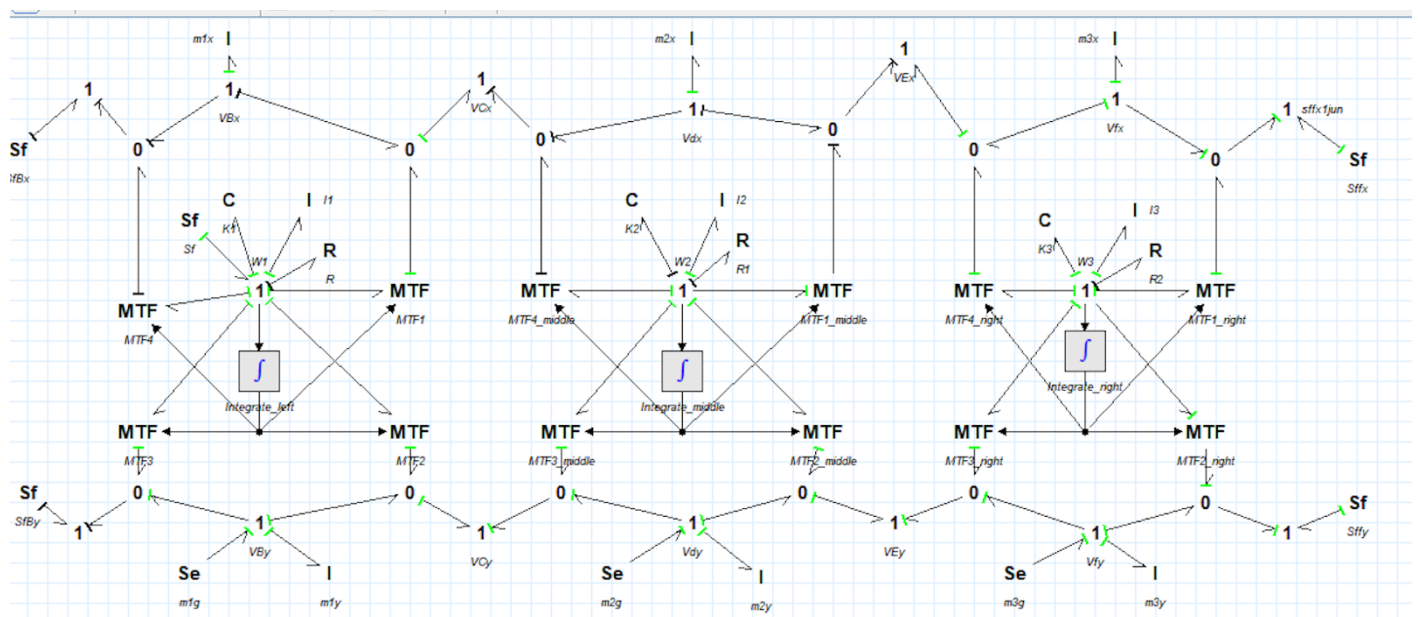 m1x I
m2x I
m3x I
1
1
VBx
1
VCx
1
Vdx
1
VEx
1
Vfx
1 sffx1jun
Sf
SfBx
0
0
0
0
0
0
Sf
Sffx
C
K1
I I1
Sf
Sf
R
R
W1
1
C
K2
I I2
R
R1
W2
1
C
K3
I I3
R
R2
W3
1
MTF
MTF4
MTF
MTF1
MTF
MTF4_middle
MTF
MTF1_middle
MTF
MTF4_right
MTF
MTF1_right
∫
Integrate_left
∫
Integrate_middle
∫
Integrate_right
MTF
MTF3
MTF
MTF2
MTF
MTF3_middle
MTF
MTF2_middle
MTF
MTF3_right
MTF
MTF2_right
Sf
SfBy
0
0
0
0
0
0
Sf
Sffy
1
1
VBy
1
VCy
1
Vdy
1
VEy
1
Vfy
1
Se
m1g
I
m1y
Se
m2g
I
m2y
Se
m3g
I
m3y